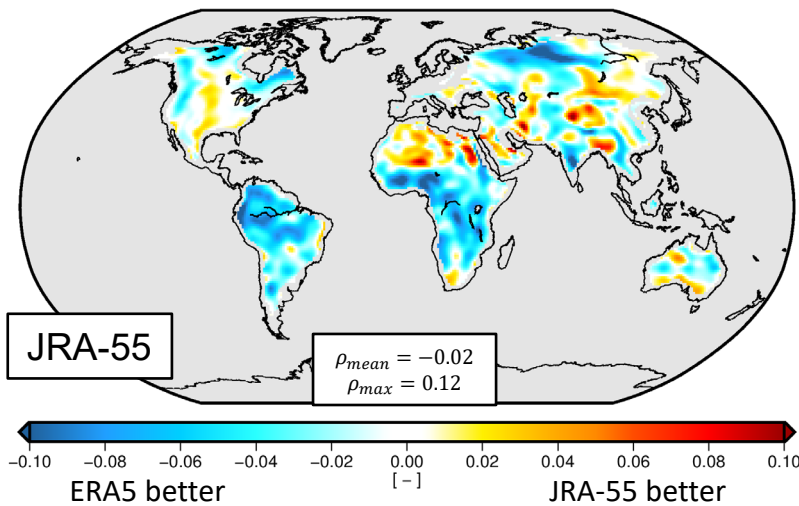 JRA-55
ρ_mean = −0.02
ρ_max = 0.12
−0.10 −0.08 −0.06 −0.04 −0.02 0.00 0.02 0.04 0.06 0.08 0.10
[ − ]
ERA5 better JRA-55 better